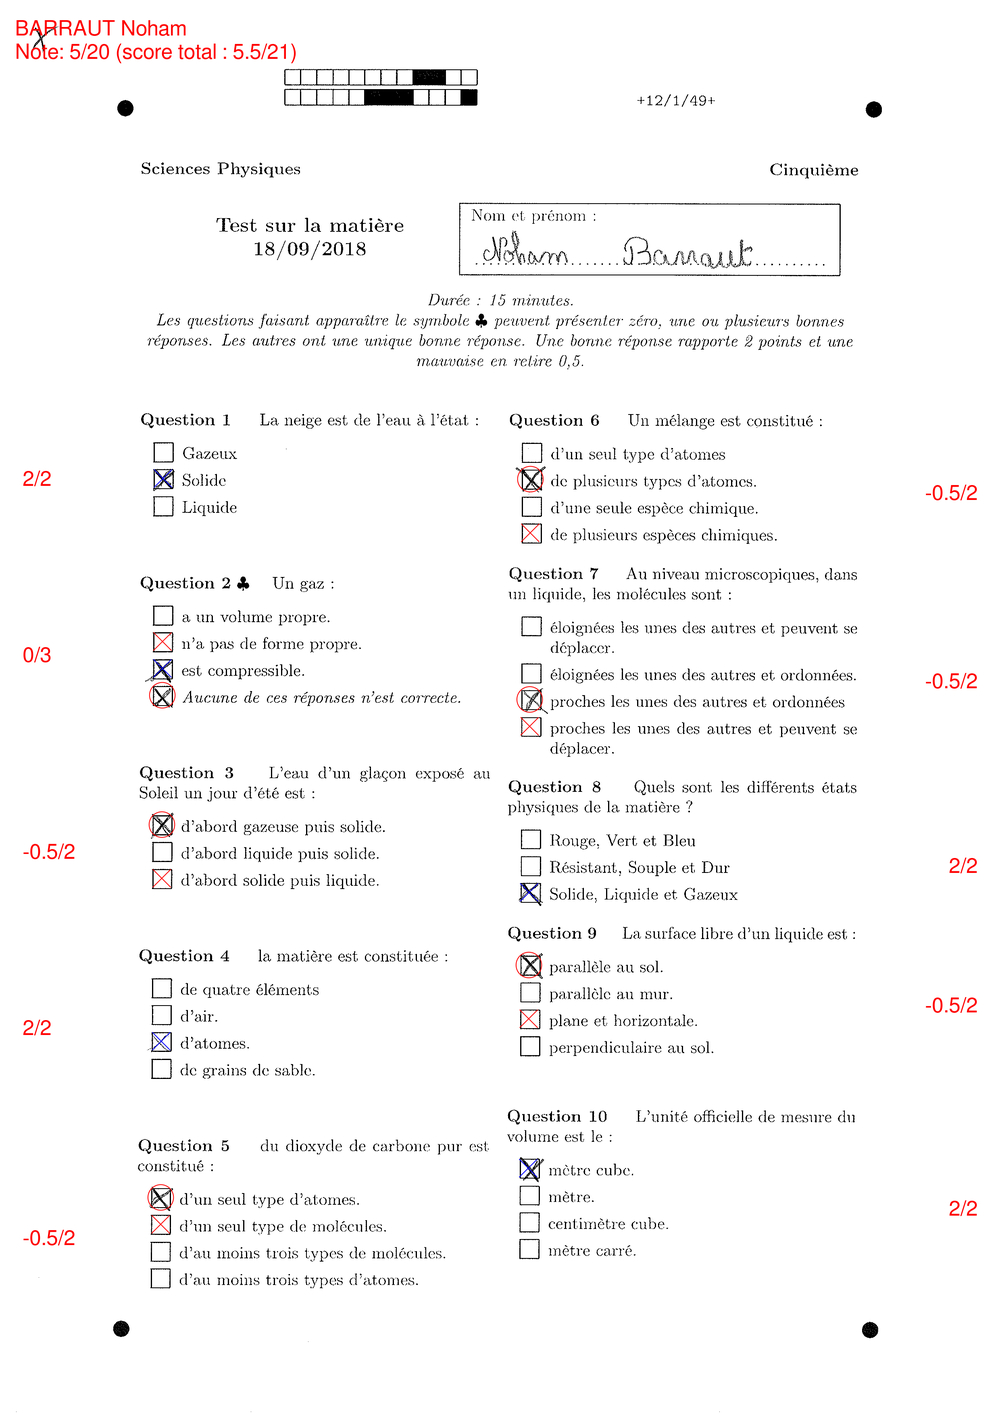 BARRAUT Noham
Note: 5/20 (score total : 5.5/21)
+12/1/49+
Sciences Physiques
Cinquième
Test sur la matière
18/09/2018
Nom et prénom :
Noham Barraut
Durée : 15 minutes.
Les questions faisant apparaître le symbole ♣ peuvent présenter zéro, une ou plusieurs bonnes
réponses. Les autres ont une unique bonne réponse. Une bonne réponse rapporte 2 points et une
mauvaise en retire 0,5.
Question 1 La neige est de l'eau à l'état :
Gazeux
2/2
Solide
Liquide
Question 2 ♣ Un gaz :
a un volume propre.
n'a pas de forme propre.
0/3
est compressible.
Aucune de ces réponses n'est correcte.
Question 3 L'eau d'un glaçon exposé au
Soleil un jour d'été est :
d'abord gazeuse puis solide.
-0.5/2
d'abord liquide puis solide.
d'abord solide puis liquide.
Question 4 la matière est constituée :
de quatre éléments
d'air.
2/2
d'atomes.
de grains de sable.
Question 5 du dioxyde de carbone pur est
constitué :
d'un seul type d'atomes.
d'un seul type de molécules.
-0.5/2
d'au moins trois types de molécules.
d'au moins trois types d'atomes.
Question 6 Un mélange est constitué :
d'un seul type d'atomes
de plusieurs types d'atomes.
-0.5/2
d'une seule espèce chimique.
de plusieurs espèces chimiques.
Question 7 Au niveau microscopiques, dans
un liquide, les molécules sont :
éloignées les unes des autres et peuvent se
déplacer.
éloignées les unes des autres et ordonnées.
-0.5/2
proches les unes des autres et ordonnées
proches les unes des autres et peuvent se
déplacer.
Question 8 Quels sont les différents états
physiques de la matière ?
Rouge, Vert et Bleu
Résistant, Souple et Dur
2/2
Solide, Liquide et Gazeux
Question 9 La surface libre d'un liquide est :
parallèle au sol.
parallèle au mur.
-0.5/2
plane et horizontale.
perpendiculaire au sol.
Question 10 L'unité officielle de mesure du
volume est le :
mètre cube.
mètre.
2/2
centimètre cube.
mètre carré.